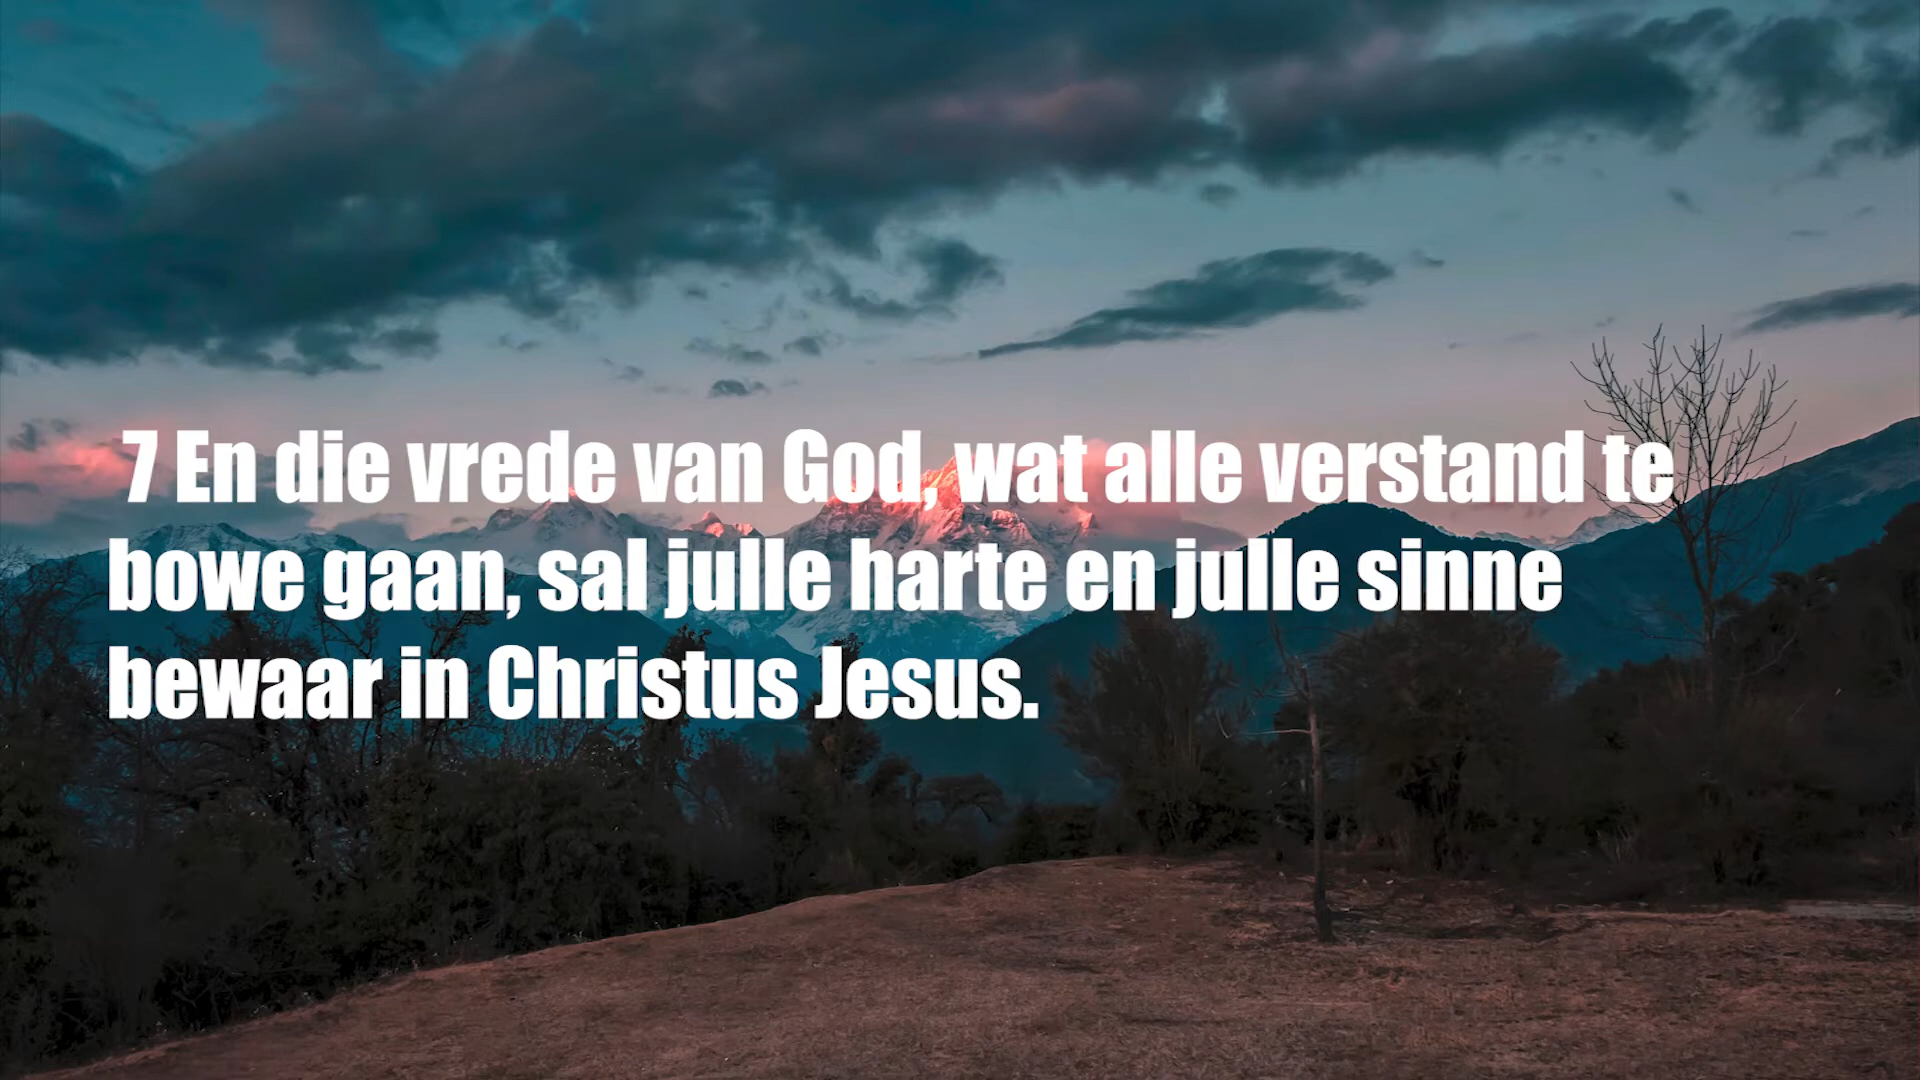 7 En die vrede van God, wat alle verstand te
bowe gaan, sal julle harte en julle sinne
bewaar in Christus Jesus.